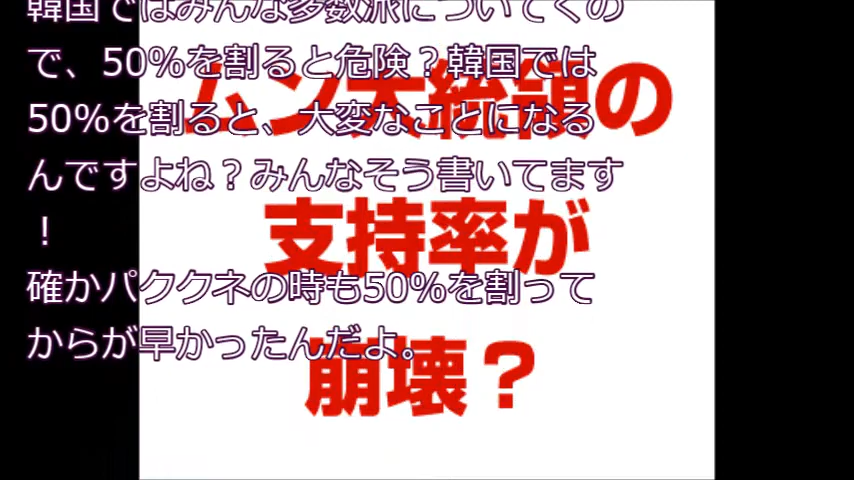 韓国ではみんな多数派についてくの
で、50%を割ると危険？韓国では
50%を割ると、大変なことになる
んですよね？みんなそう書いてます
！
確かパククネの時も50%を割って
からが早かったんだよ。
ムン大統領の
支持率が
崩壊？